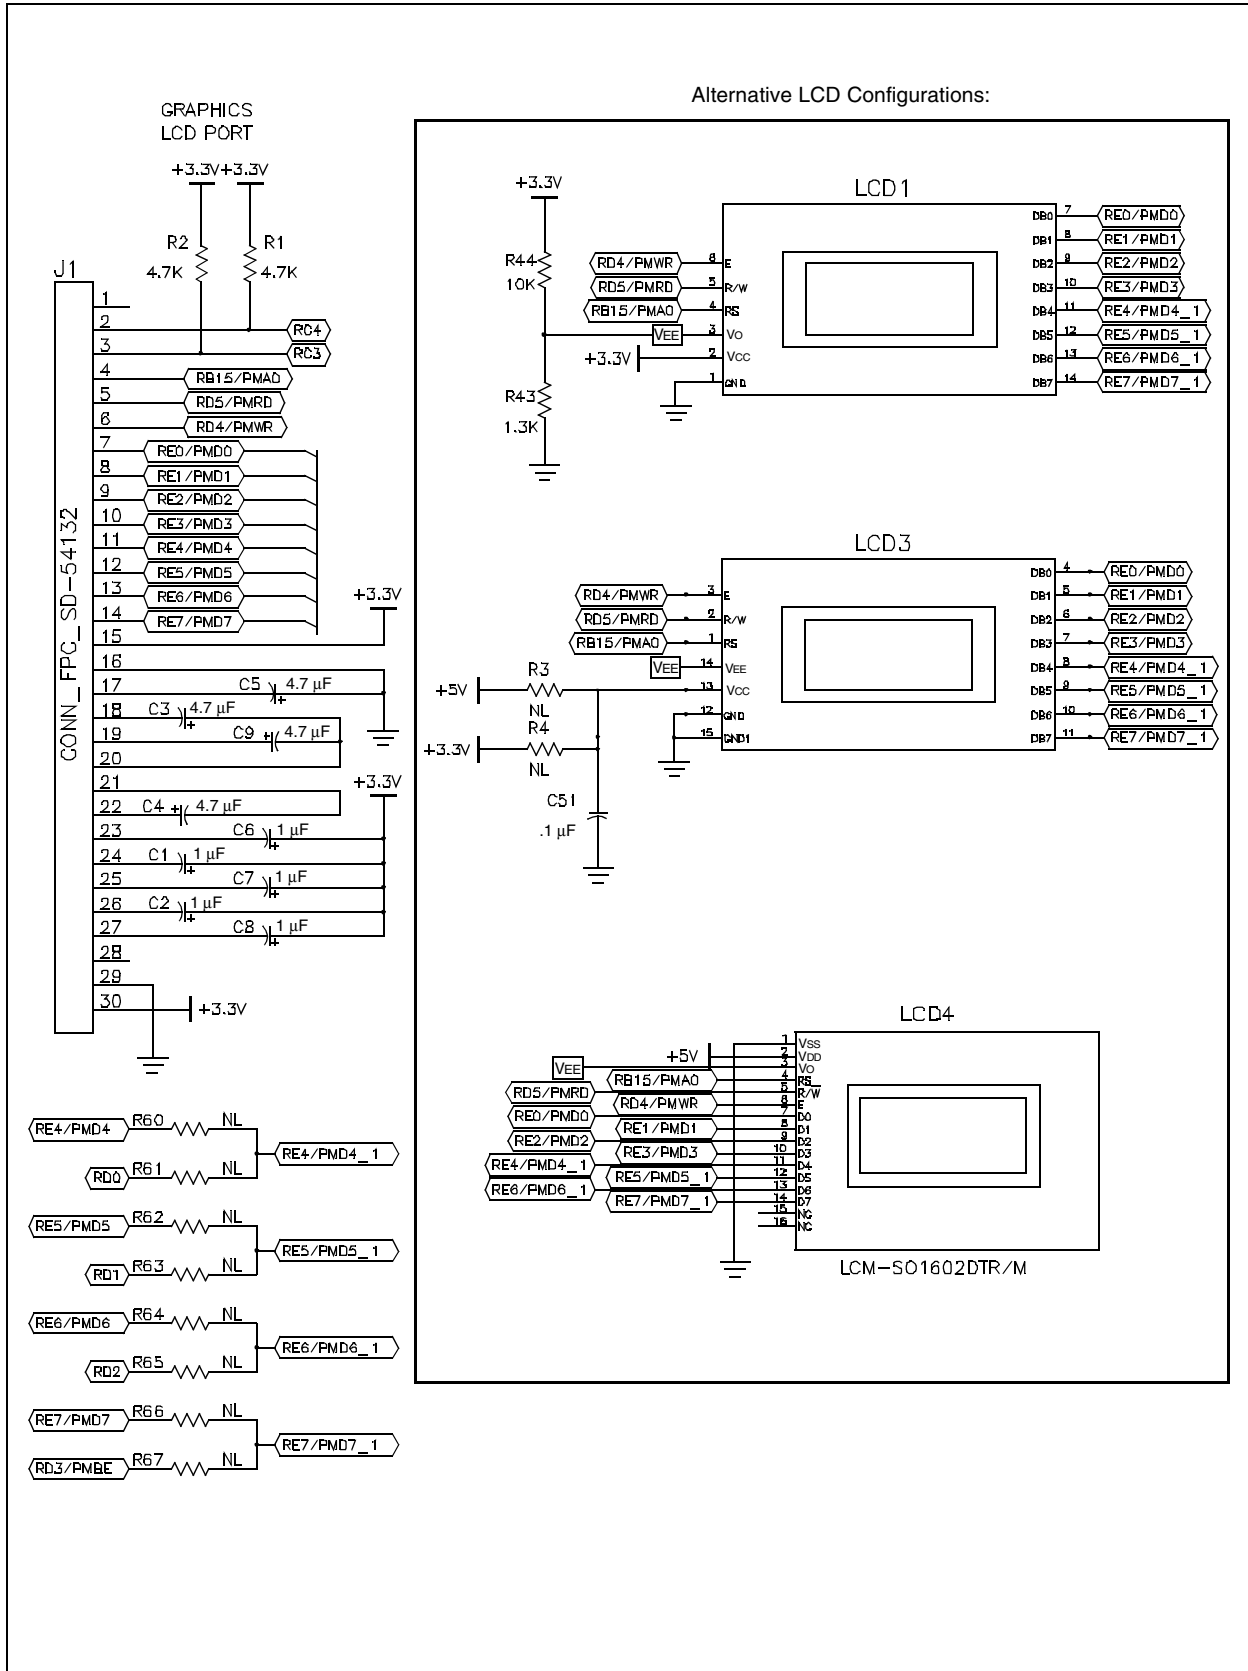 Alternative LCD Configurations:
GRAPHICS
LCD PORT
+3.3V +3.3V
R2
4.7K
R1
4.7K
J1
CONN_FPC_SD-54132
1
2 RC4
3 RC3
4 RB15/PMA0
5 RD5/PMRD
6 RD4/PMWR
7 RE0/PMD0
8 RE1/PMD1
9 RE2/PMD2
10 RE3/PMD3
11 RE4/PMD4
12 RE5/PMD5
13 RE6/PMD6
14 RE7/PMD7
+3.3V
15
16
17 C5 + 4.7 µF
18 C3 + 4.7 µF
19 C9 + 4.7 µF
20
21
+3.3V
22 C4 + 4.7 µF
23 C6 + 1 µF
24 C1 + 1 µF
25 C7 + 1 µF
26 C2 + 1 µF
27 C8 + 1 µF
28
29
30 +3.3V
RE4/PMD4 R60 NL
RE4/PMD4_1
RD0 R61 NL
RE5/PMD5 R62 NL
RE5/PMD5_1
RD1 R63 NL
RE6/PMD6 R64 NL
RE6/PMD6_1
RD2 R65 NL
RE7/PMD7 R66 NL
RE7/PMD7_1
RD3/PMBE R67 NL
LCD1
+3.3V
R44
10K
R43
1.3K
RD4/PMWR 6 E
RD5/PMRD 5 R/W
RB15/PMA0 4 RS
VEE 3 VO
+3.3V 2 VCC
1 GND
DB0 7 RE0/PMD0
DB1 8 RE1/PMD1
DB2 9 RE2/PMD2
DB3 10 RE3/PMD3
DB4 11 RE4/PMD4_1
DB5 12 RE5/PMD5_1
DB6 13 RE6/PMD6_1
DB7 14 RE7/PMD7_1
LCD3
RD4/PMWR 3 E
RD5/PMRD 2 R/W
RB15/PMA0 1 RS
VEE 14 VEE
+5V R3 NL 13 VCC
12 GND
+3.3V R4 NL 15 GND1
C51
.1 µF
DB0 4 RE0/PMD0
DB1 5 RE1/PMD1
DB2 6 RE2/PMD2
DB3 7 RE3/PMD3
DB4 8 RE4/PMD4_1
DB5 9 RE5/PMD5_1
DB6 10 RE6/PMD6_1
DB7 11 RE7/PMD7_1
LCD4
1 VSS
+5V 2 VDD
VEE 3 VO
RB15/PMA0 4 RS
RD5/PMRD 5 R/W
RD4/PMWR 6 E
RE0/PMD0 7 D0
RE1/PMD1 8 D1
RE2/PMD2 9 D2
RE3/PMD3 10 D3
RE4/PMD4_1 11 D4
RE5/PMD5_1 12 D5
RE6/PMD6_1 13 D6
RE7/PMD7_1 14 D7
15 NC
16 NC
LCM-SO1602DTR/M